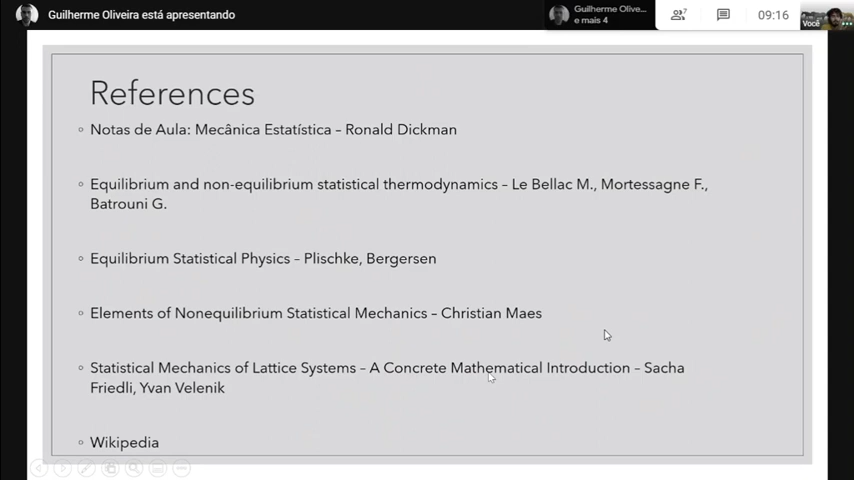 Guilherme Oliveira está apresentando
Guilherme Olive...
e mais 4
7
09:16
Você
References
Notas de Aula: Mecânica Estatística – Ronald Dickman
Equilibrium and non-equilibrium statistical thermodynamics – Le Bellac M., Mortessagne F.,
Batrouni G.
Equilibrium Statistical Physics – Plischke, Bergersen
Elements of Nonequilibrium Statistical Mechanics – Christian Maes
Statistical Mechanics of Lattice Systems – A Concrete Mathematical Introduction – Sacha
Friedli, Yvan Velenik
Wikipedia